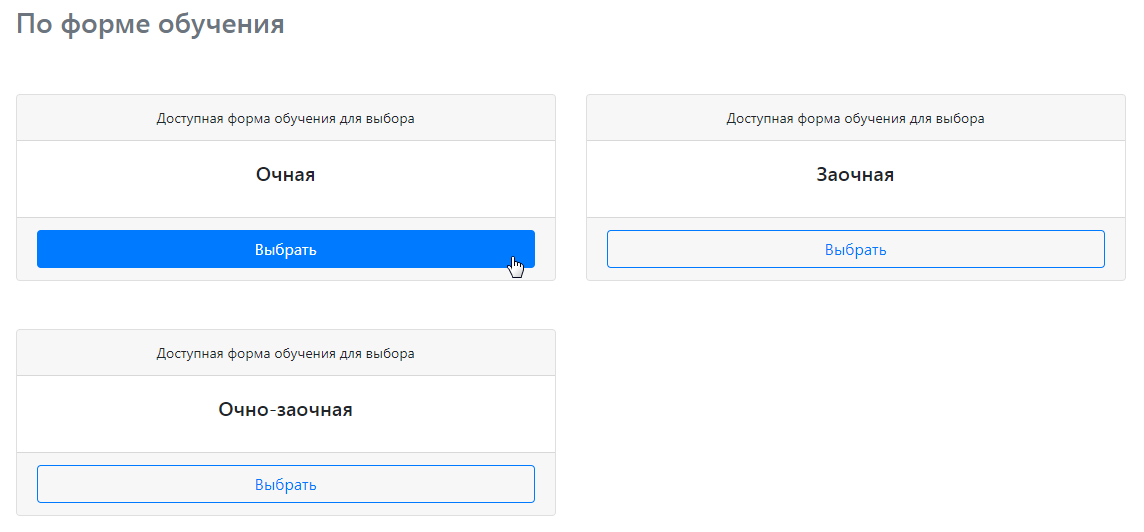 По форме обучения
Доступная форма обучения для выбора
Очная
Выбрать
Доступная форма обучения для выбора
Заочная
Выбрать
Доступная форма обучения для выбора
Очно-заочная
Выбрать